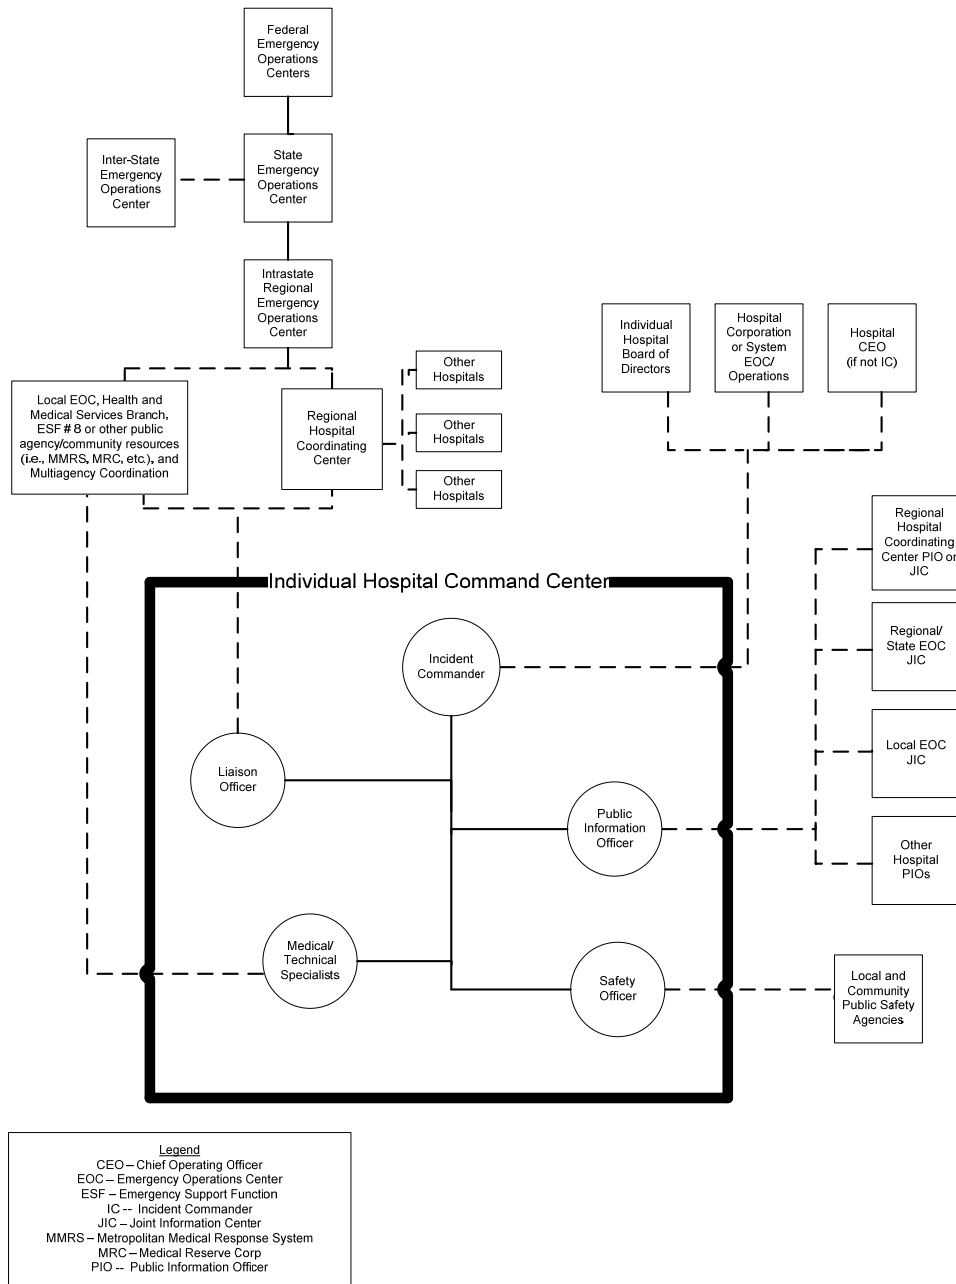 Federal
Emergency
Operations
Centers
Inter-State
Emergency
Operations
Center
State
Emergency
Operations
Center
Intrastate
Regional
Emergency
Operations
Center
Individual
Hospital
Board of
Directors
Hospital
Corporation
or System
EOC/
Operations
Hospital
CEO
(if not IC)
Local EOC, Health and
Medical Services Branch,
ESF # 8 or other public
agency/community resources
(i.e., MMRS, MRC, etc.), and
Multiagency Coordination
Regional
Hospital
Coordinating
Center
Other
Hospitals
Other
Hospitals
Other
Hospitals
Regional
Hospital
Coordinating
Center PIO or
JIC
Regional/
State EOC
JIC
Local EOC
JIC
Other
Hospital
PIOs
Individual Hospital Command Center
Incident
Commander
Liaison
Officer
Public
Information
Officer
Medical/
Technical
Specialists
Safety
Officer
Local and
Community
Public Safety
Agencies
Legend
CEO – Chief Operating Officer
EOC – Emergency Operations Center
ESF – Emergency Support Function
IC -- Incident Commander
JIC – Joint Information Center
MMRS – Metropolitan Medical Response System
MRC – Medical Reserve Corp
PIO -- Public Information Officer